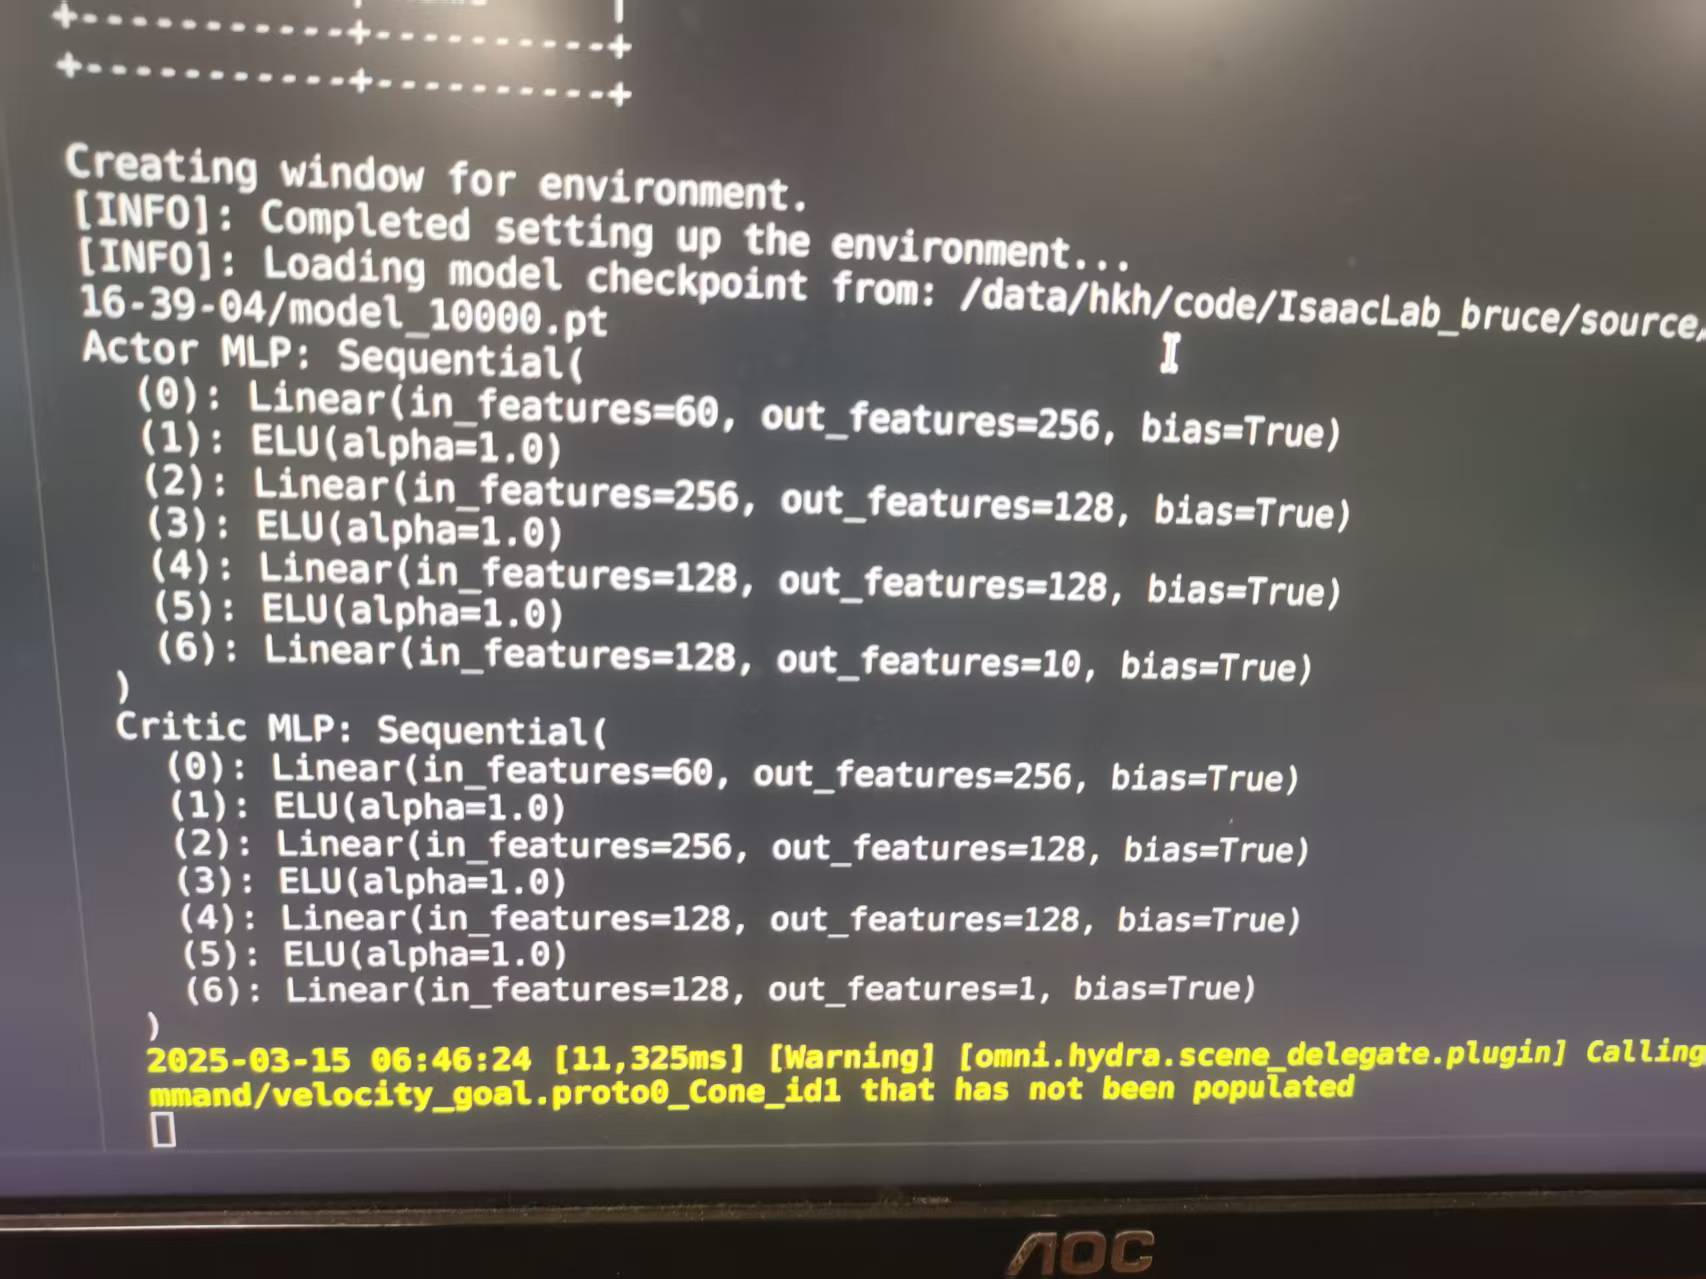 +-----------+----------+
+-----------+----------+
Creating window for environment.
[INFO]: Completed setting up the environment...
[INFO]: Loading model checkpoint from: /data/hkh/code/IsaacLab_bruce/source/
16-39-04/model_10000.pt
Actor MLP: Sequential(
(0): Linear(in_features=60, out_features=256, bias=True)
(1): ELU(alpha=1.0)
(2): Linear(in_features=256, out_features=128, bias=True)
(3): ELU(alpha=1.0)
(4): Linear(in_features=128, out_features=128, bias=True)
(5): ELU(alpha=1.0)
(6): Linear(in_features=128, out_features=10, bias=True)
)
Critic MLP: Sequential(
(0): Linear(in_features=60, out_features=256, bias=True)
(1): ELU(alpha=1.0)
(2): Linear(in_features=256, out_features=128, bias=True)
(3): ELU(alpha=1.0)
(4): Linear(in_features=128, out_features=128, bias=True)
(5): ELU(alpha=1.0)
(6): Linear(in_features=128, out_features=1, bias=True)
)
2025-03-15 06:46:24 [11,325ms] [Warning] [omni.hydra.scene_delegate.plugin] Calling
mmand/velocity_goal.proto0_Cone_id1 that has not been populated
AOC